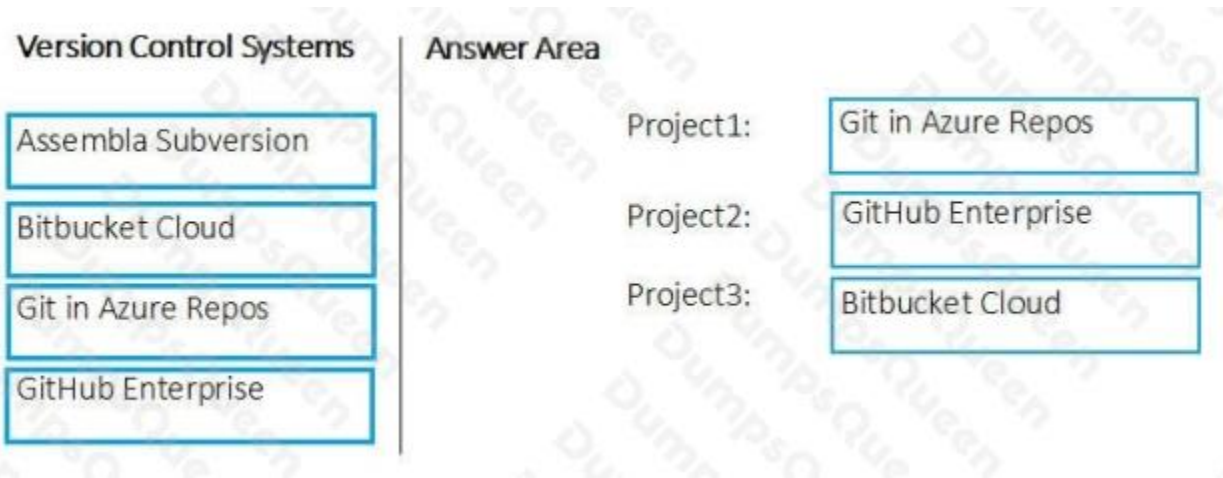 Version Control Systems
Answer Area
Assembla Subversion
Bitbucket Cloud
Git in Azure Repos
GitHub Enterprise
Project1:
Git in Azure Repos
Project2:
GitHub Enterprise
Project3:
Bitbucket Cloud
DumpsQueen